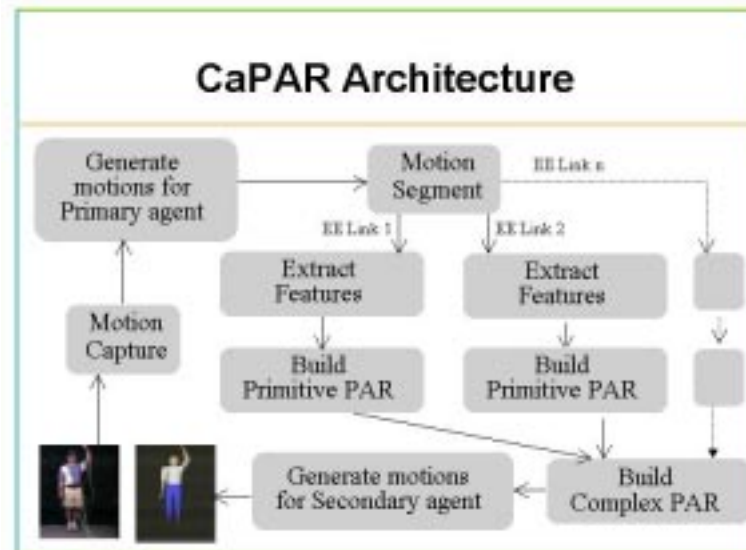 CaPAR Architecture
Generate
motions for
Primary agent
Motion
Segment
EE Link n
EE Link 1
EE Link 2
Extract
Features
Extract
Features
Motion
Capture
Build
Primitive PAR
Build
Primitive PAR
Generate motions
for Secondary agent
Build
Complex PAR